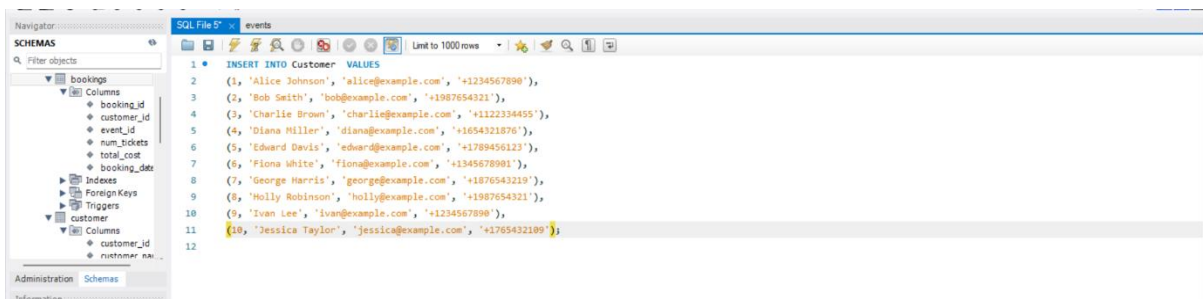 Navigator
SQL File 5*
events
SCHEMAS
Filter objects
Limit to 1000 rows
bookings
Columns
booking_id
customer_id
event_id
num_tickets
total_cost
booking_date
Indexes
Foreign Keys
Triggers
customer
Columns
customer_id
Administration Schemas
1 INSERT INTO Customer VALUES
2 (1, 'Alice Johnson', 'alice@example.com', '+1234567890'),
3 (2, 'Bob Smith', 'bob@example.com', '+1987654321'),
4 (3, 'Charlie Brown', 'charlie@example.com', '+1122334455'),
5 (4, 'Diana Miller', 'diana@example.com', '+1654321876'),
6 (5, 'Edward Davis', 'edward@example.com', '+1789456123'),
7 (6, 'Fiona White', 'fiona@example.com', '+1345678901'),
8 (7, 'George Harris', 'george@example.com', '+1876543219'),
9 (8, 'Holly Robinson', 'holly@example.com', '+1987654321'),
10 (9, 'Ivan Lee', 'ivan@example.com', '+1234567890'),
11 (10, 'Jessica Taylor', 'jessica@example.com', '+1765432109');
12